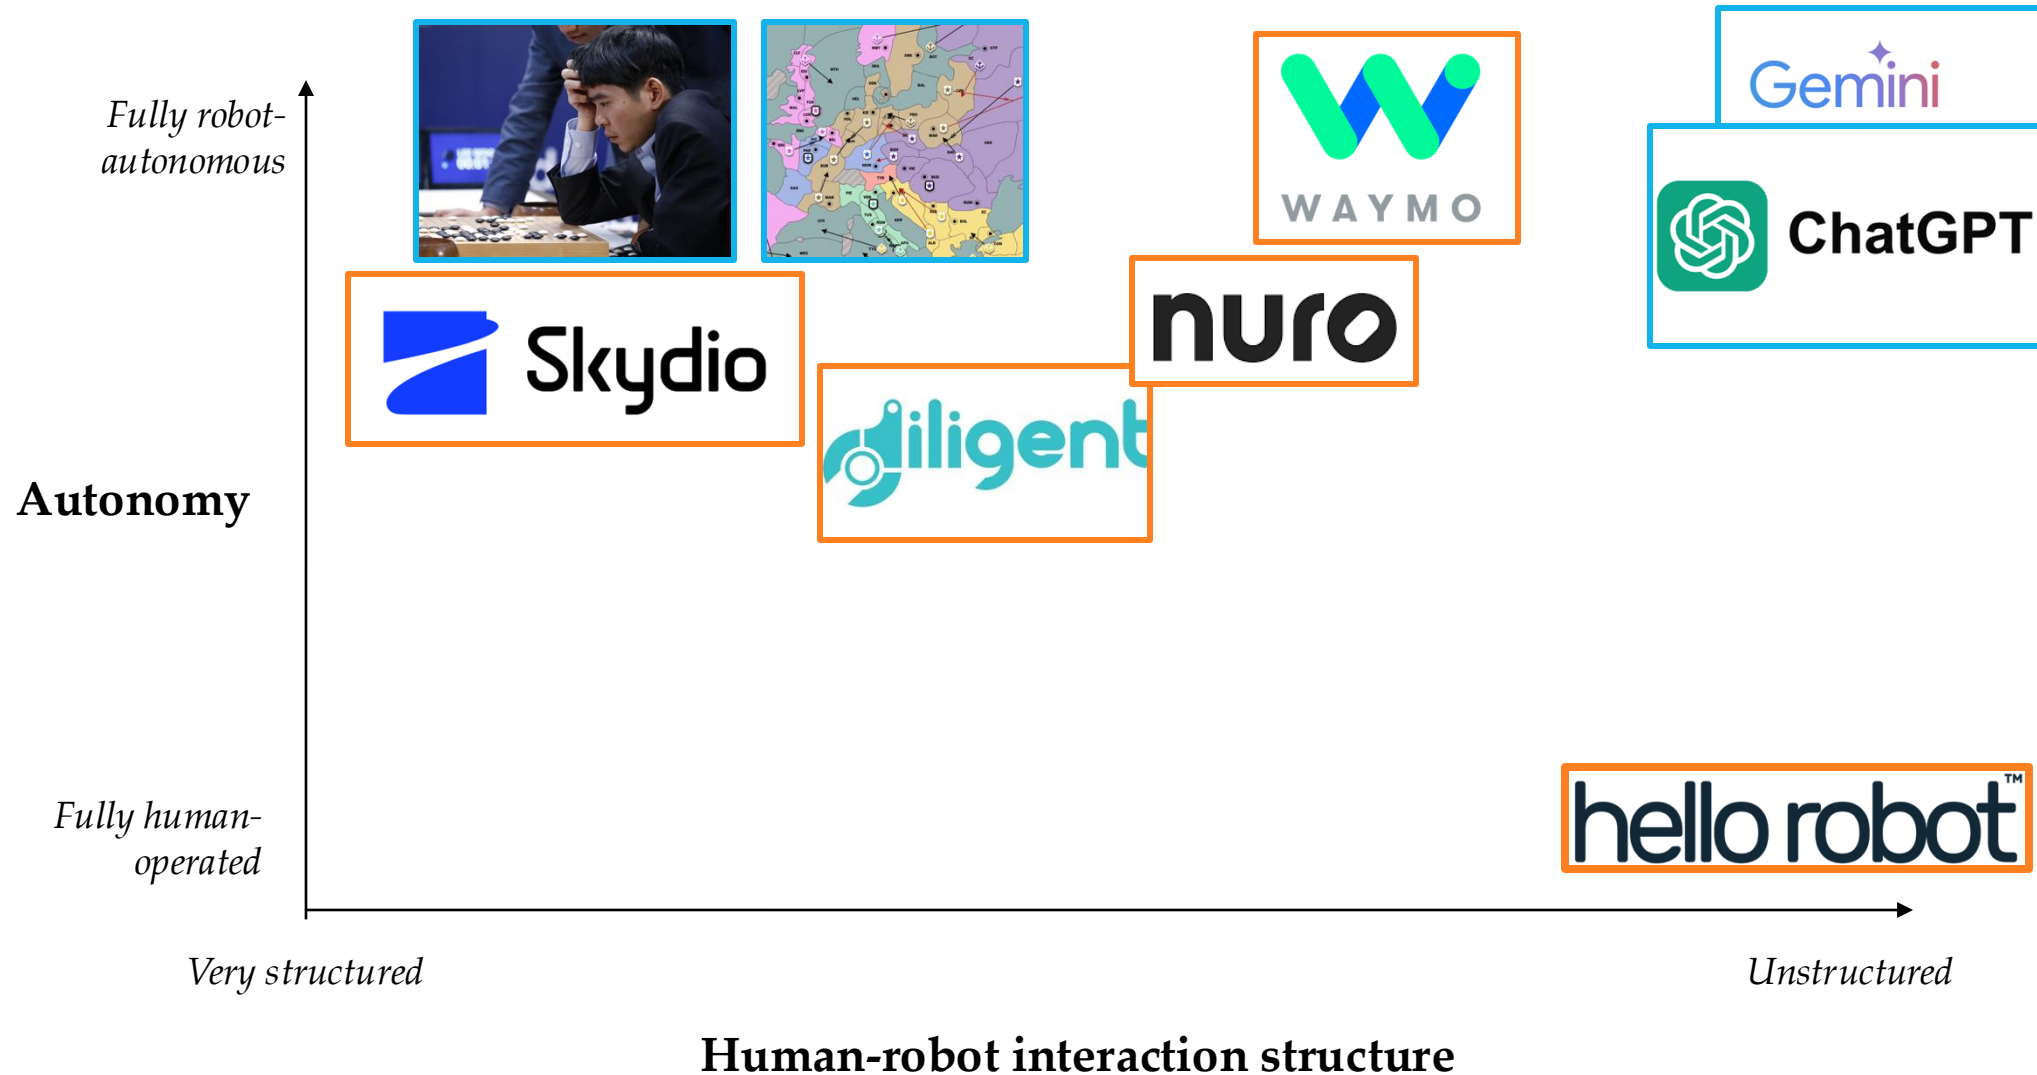 Fully robot-
autonomous
Gemini
WAYMO
ChatGPT
nuro
Skydio
diligent
Autonomy
Fully human-
operated
hello robot™
Very structured
Unstructured
Human-robot interaction structure